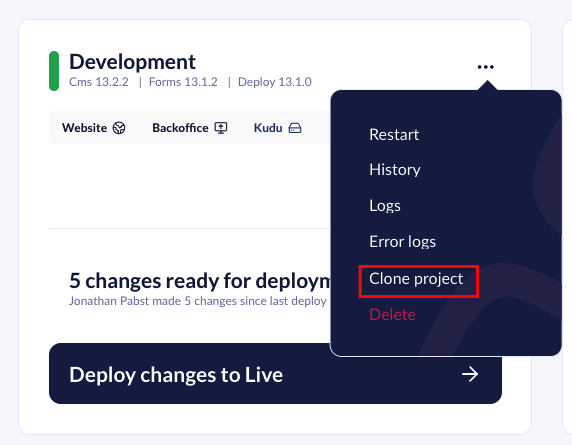 Development
Cms 13.2.2 | Forms 13.1.2 | Deploy 13.1.0
Website Backoffice Kudu
Restart
History
Logs
Error logs
Clone project
Delete
5 changes ready for deploym
Jonathan Pabst made 5 changes since last deploy
Deploy changes to Live